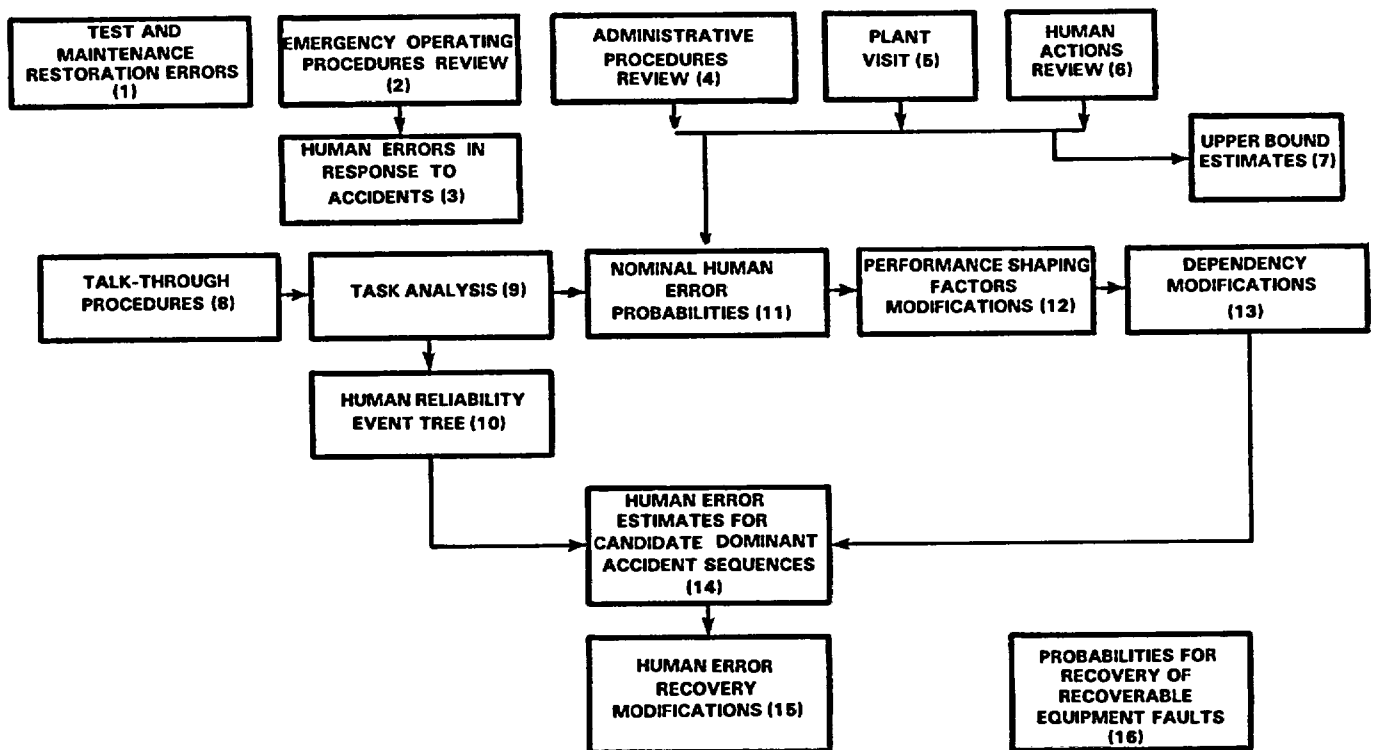 TEST AND
MAINTENANCE
RESTORATION ERRORS
(1)
EMERGENCY OPERATING
PROCEDURES REVIEW
(2)
ADMINISTRATIVE
PROCEDURES
REVIEW (4)
PLANT
VISIT (5)
HUMAN
ACTIONS
REVIEW (6)
HUMAN ERRORS IN
RESPONSE TO
ACCIDENTS (3)
UPPER BOUND
ESTIMATES (7)
TALK-THROUGH
PROCEDURES (8)
TASK ANALYSIS (9)
NOMINAL HUMAN
ERROR
PROBABILITIES (11)
PERFORMANCE SHAPING
FACTORS
MODIFICATIONS (12)
DEPENDENCY
MODIFICATIONS
(13)
HUMAN RELIABILITY
EVENT TREE (10)
HUMAN ERROR
ESTIMATES FOR
CANDIDATE DOMINANT
ACCIDENT SEQUENCES
(14)
HUMAN ERROR
RECOVERY
MODIFICATIONS (15)
PROBABILITIES FOR
RECOVERY OF
RECOVERABLE
EQUIPMENT FAULTS
(16)